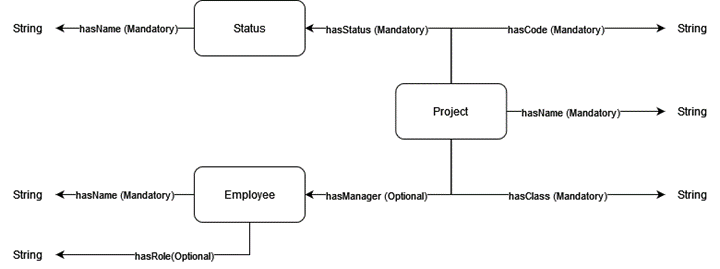 String hasName (Mandatory) Status hasStatus (Mandatory) hasCode (Mandatory) String
Project hasName (Mandatory) String
String hasName (Mandatory) Employee hasManager (Optional) hasClass (Mandatory) String
String hasRole(Optional)